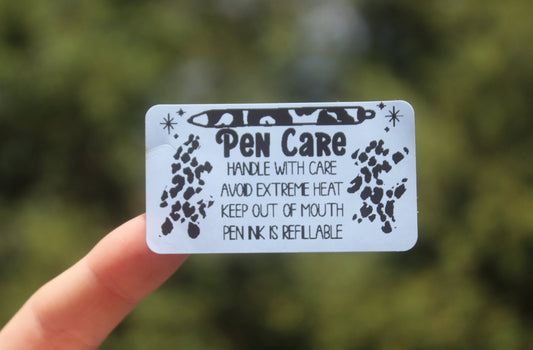 Pen Care
HANDLE WITH CARE
AVOID EXTREME HEAT
KEEP OUT OF MOUTH
PEN INK IS REFILLABLE